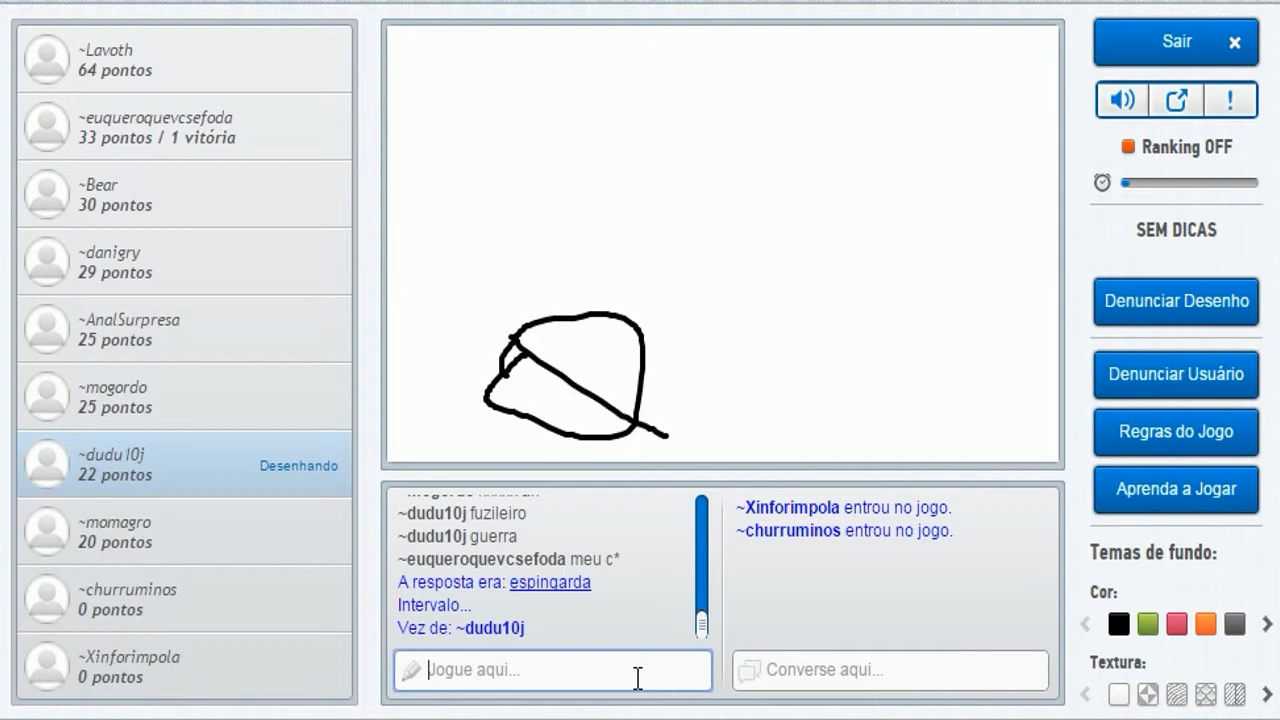 ~Lavoth
64 pontos
~euqueroquevcsefoda
33 pontos / 1 vitória
~Bear
30 pontos
~danigry
29 pontos
~AnalSurpresa
25 pontos
~mogordo
25 pontos
~dudu10j
22 pontos
Desenhando
~momagro
20 pontos
~churruminos
0 pontos
~Xinforimpola
0 pontos
~dudu10j fuzileiro
~dudu10j guerra
~euqueroquevcsefoda meu c*
A resposta era: espingarda
Intervalo...
Vez de: ~dudu10j
Jogue aqui...
~Xinforimpola entrou no jogo.
~churruminos entrou no jogo.
Converse aqui...
Sair
Ranking OFF
SEM DICAS
Denunciar Desenho
Denunciar Usuário
Regras do Jogo
Aprenda a Jogar
Temas de fundo:
Cor:
Textura: